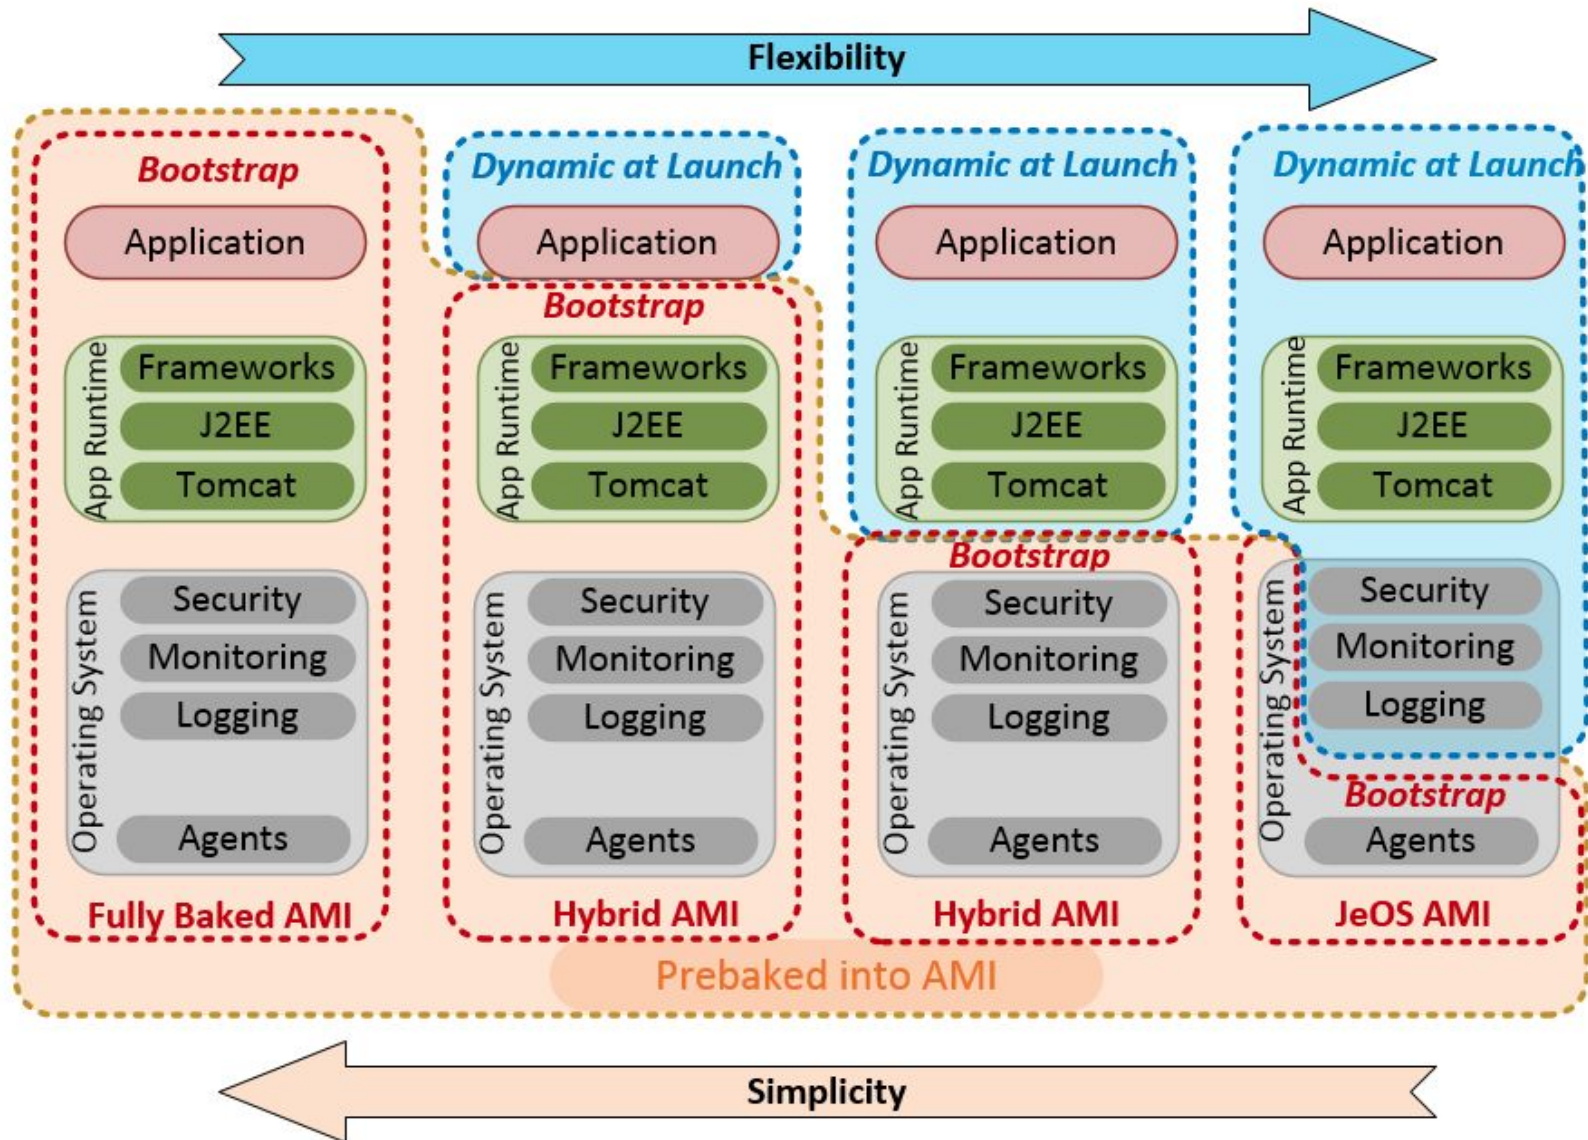 Flexibility
Bootstrap
Application
App Runtime
Frameworks
J2EE
Tomcat
Operating System
Security
Monitoring
Logging
Agents
Fully Baked AMI
Dynamic at Launch
Application
Bootstrap
App Runtime
Frameworks
J2EE
Tomcat
Operating System
Security
Monitoring
Logging
Agents
Hybrid AMI
Dynamic at Launch
Application
App Runtime
Frameworks
J2EE
Tomcat
Bootstrap
Operating System
Security
Monitoring
Logging
Agents
Hybrid AMI
Dynamic at Launch
Application
App Runtime
Frameworks
J2EE
Tomcat
Operating System
Security
Monitoring
Logging
Bootstrap
Agents
JeOS AMI
Prebaked into AMI
Simplicity